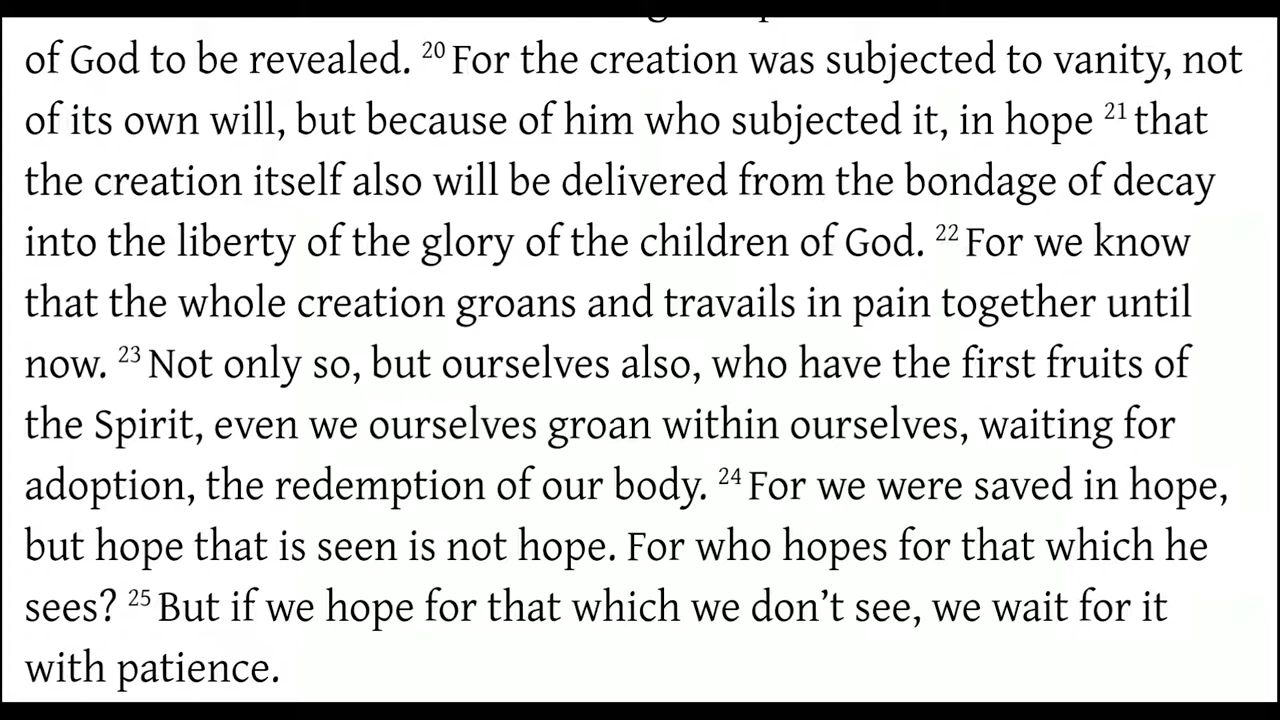 of God to be revealed. 20 For the creation was subjected to vanity, not
of its own will, but because of him who subjected it, in hope 21 that
the creation itself also will be delivered from the bondage of decay
into the liberty of the glory of the children of God. 22 For we know
that the whole creation groans and travails in pain together until
now. 23 Not only so, but ourselves also, who have the first fruits of
the Spirit, even we ourselves groan within ourselves, waiting for
adoption, the redemption of our body. 24 For we were saved in hope,
but hope that is seen is not hope. For who hopes for that which he
sees? 25 But if we hope for that which we don’t see, we wait for it
with patience.